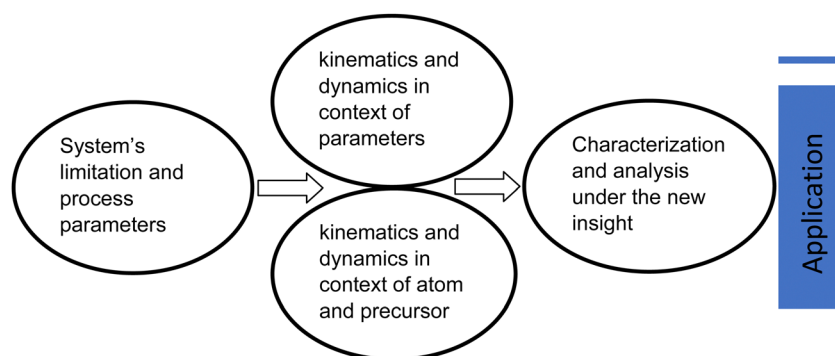 System's
limitation and
process
parameters
kinematics and
dynamics in
context of
parameters
kinematics and
dynamics in
context of atom
and precursor
Characterization
and analysis
under the new
insight
Application